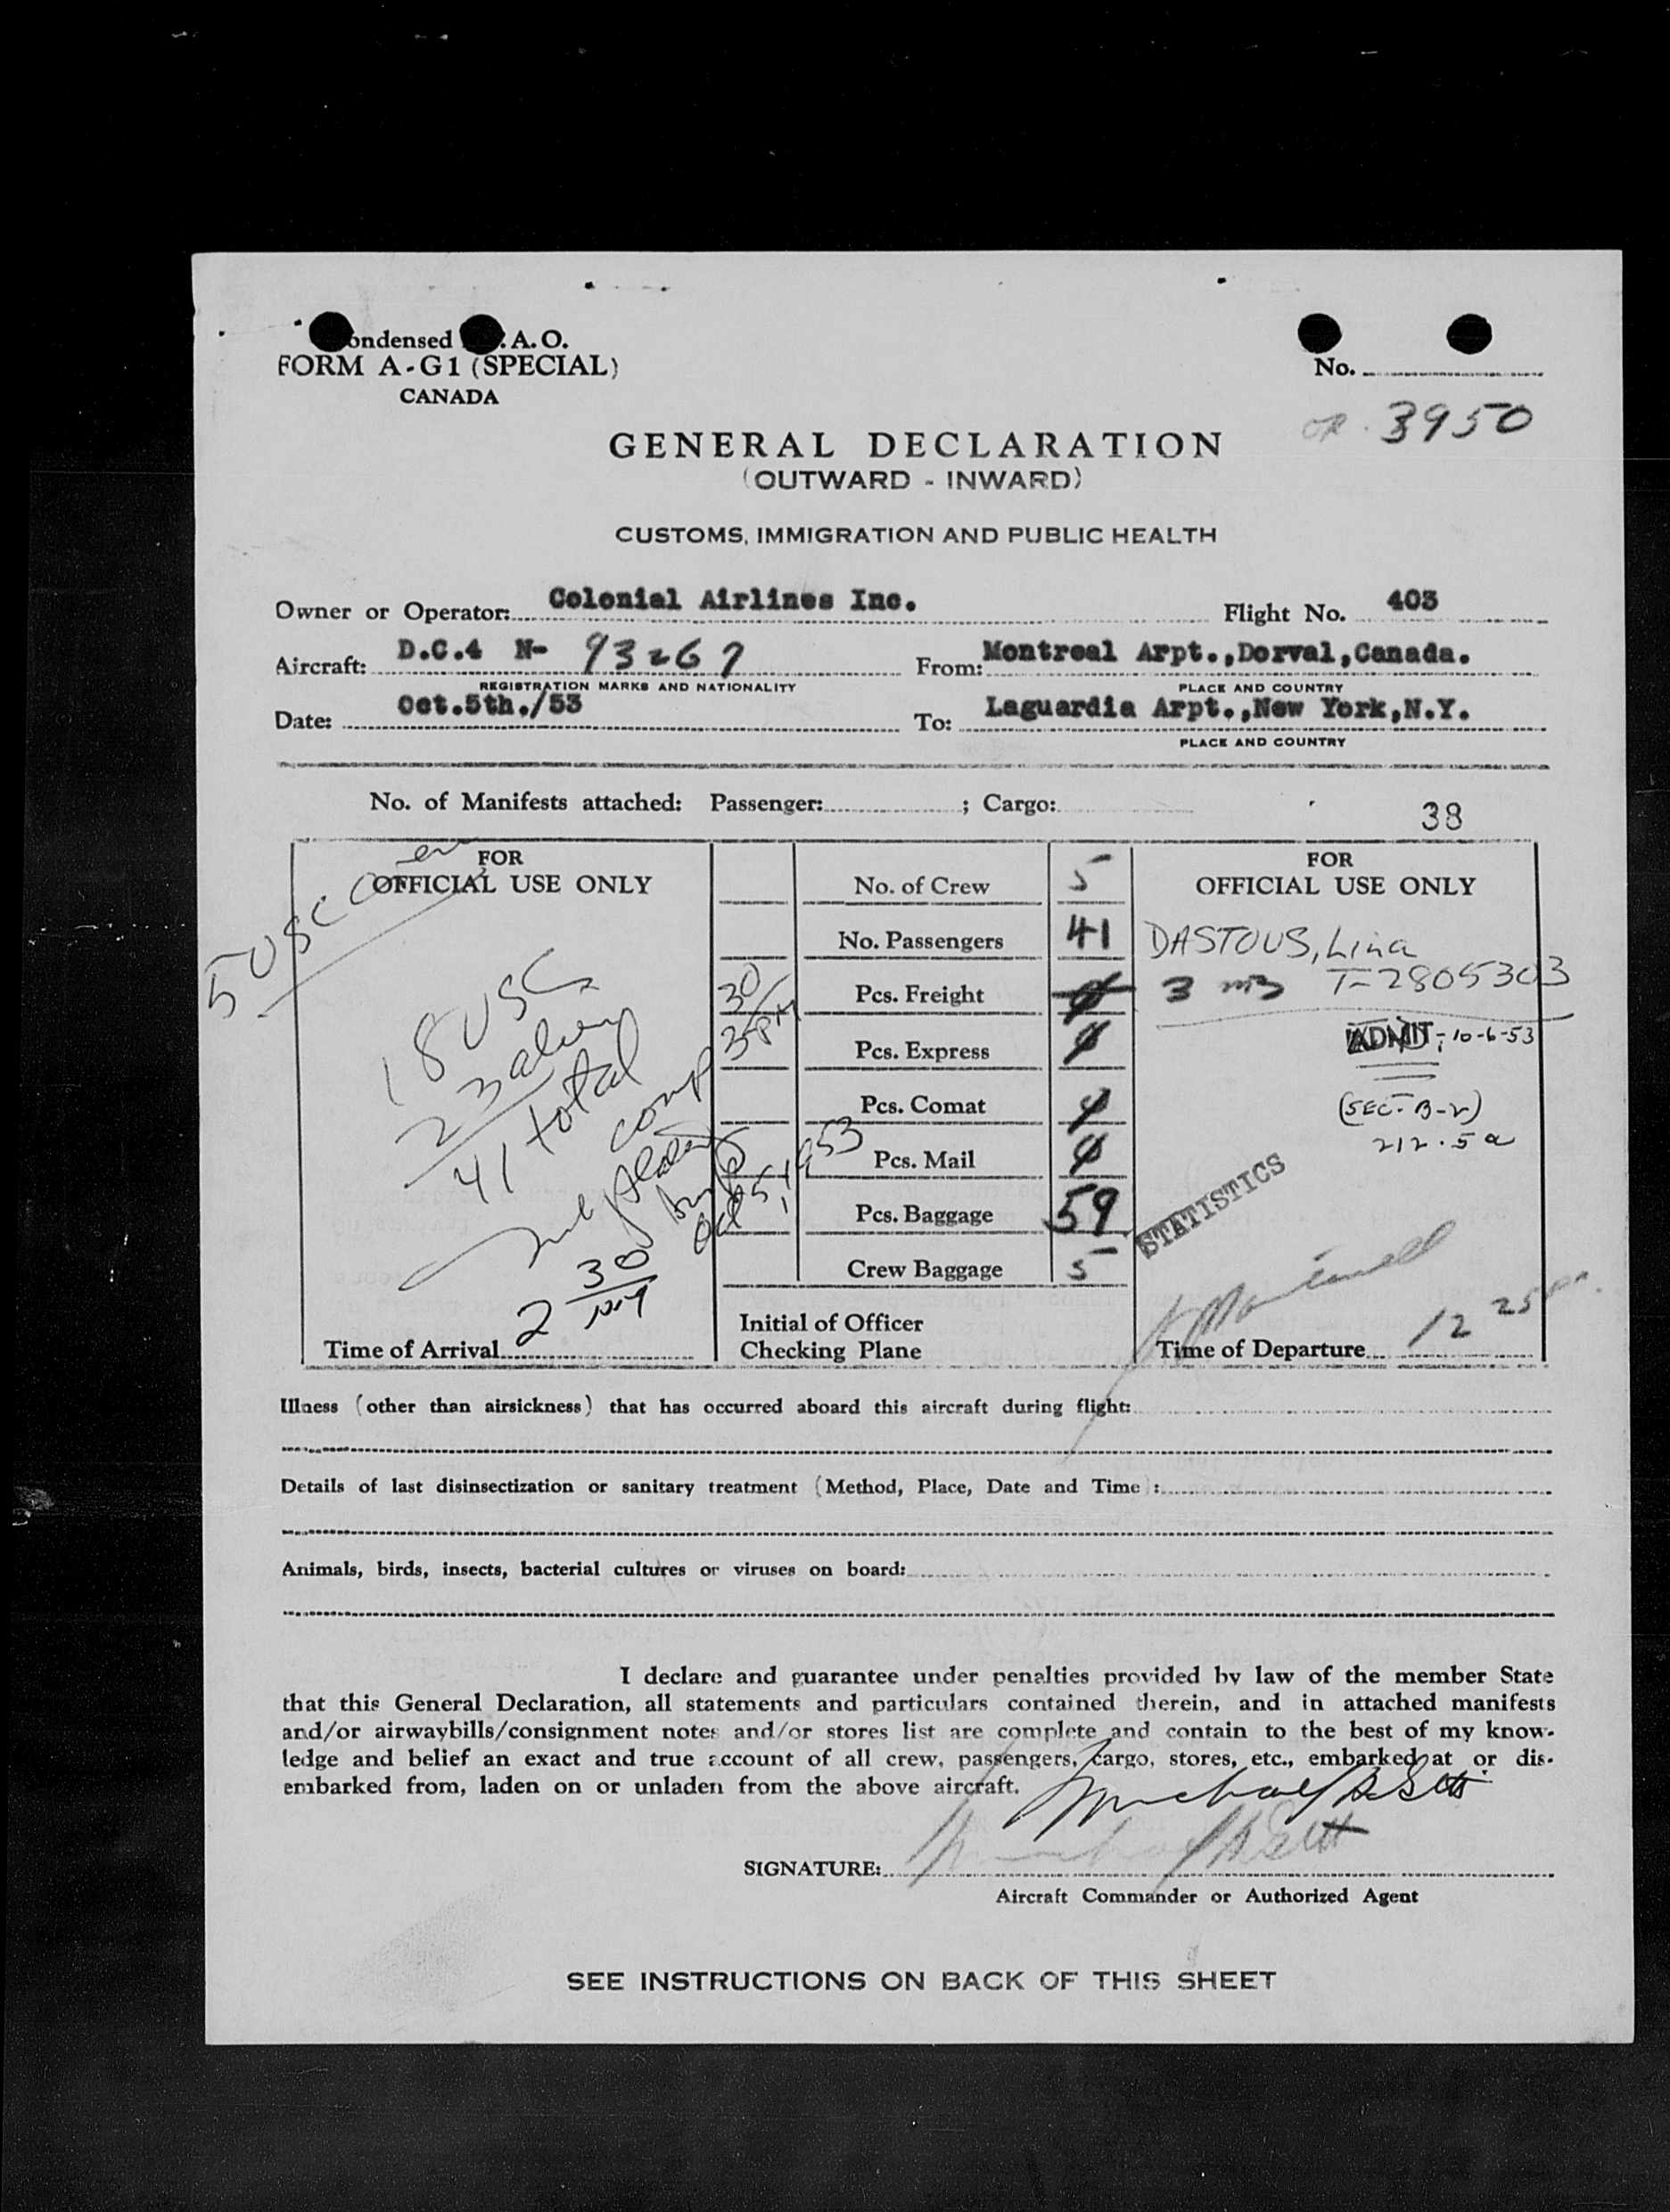 ondensed .A.O.
FORM A-G1 (SPECIAL)
CANADA
No.
3950
GENERAL DECLARATION
(OUTWARD - INWARD)
CUSTOMS, IMMIGRATION AND PUBLIC HEALTH
Owner or Operator: Colonial Airlines Inc. Flight No. 403
Aircraft: D.C.4 N- 93267 From: Montreal Arpt.,Dorval,Canada.
REGISTRATION MARKS AND NATIONALITY PLACE AND COUNTRY
Date: Oct.5th./53 To: Laguardia Arpt.,New York,N.Y.
PLACE AND COUNTRY
No. of Manifests attached: Passenger: ; Cargo:
38
FOR
OFFICIAL USE ONLY
5 USC
18 USC
23 alien
41 total
Oct 5, 1953
2 30
Time of Arrival
No. of Crew 5
No. Passengers 41
Pcs. Freight
Pcs. Express
Pcs. Comat
Pcs. Mail
Pcs. Baggage 59
Crew Baggage 5
Initial of Officer
Checking Plane
FOR
OFFICIAL USE ONLY
DASTOUS, Lina
T-2805303
ADMIT - 10-6-53
(SEC- B-2)
212.5a
STATISTICS
Time of Departure 12 25
Illness (other than airsickness) that has occurred aboard this aircraft during flight:
Details of last disinsectization or sanitary treatment (Method, Place, Date and Time):
Animals, birds, insects, bacterial cultures or viruses on board:
I declare and guarantee under penalties provided by law of the member State
that this General Declaration, all statements and particulars contained therein, and in attached manifests
and/or airwaybills/consignment notes and/or stores list are complete and contain to the best of my know-
ledge and belief an exact and true account of all crew, passengers, cargo, stores, etc., embarked at or dis-
embarked from, laden on or unladen from the above aircraft.
SIGNATURE:
Aircraft Commander or Authorized Agent
SEE INSTRUCTIONS ON BACK OF THIS SHEET